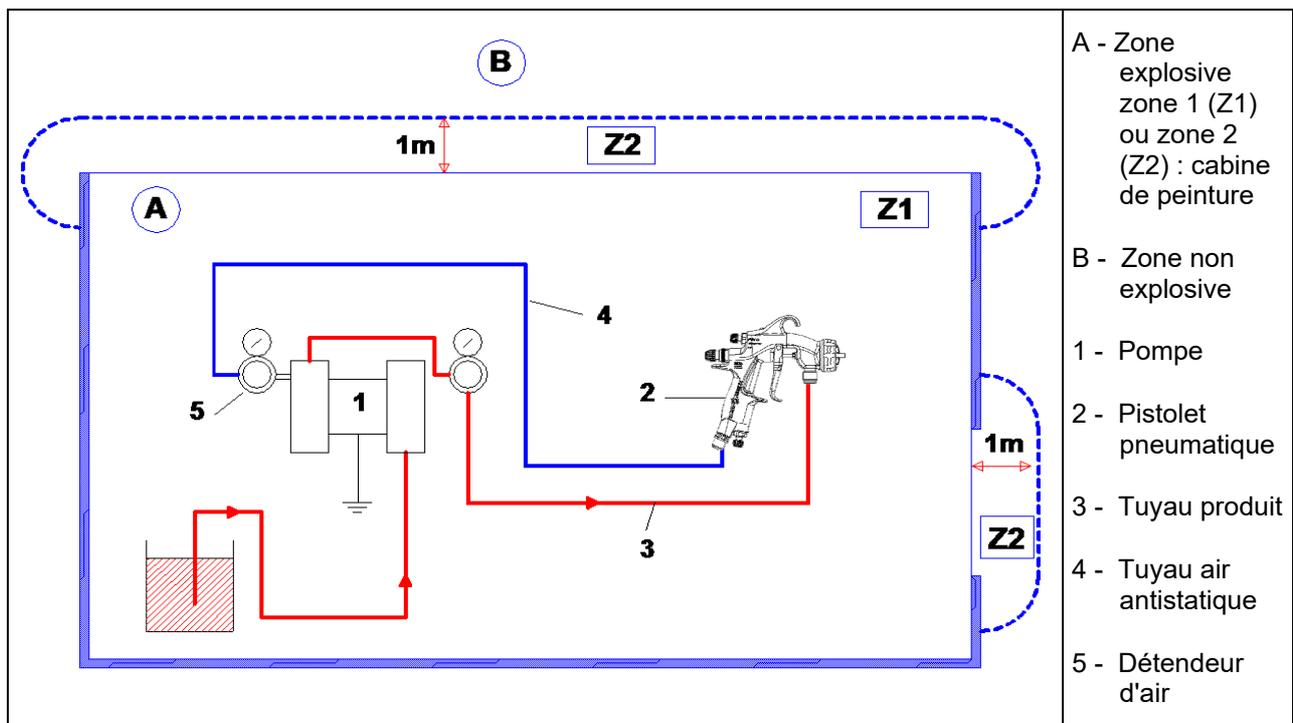 B
1m
Z2
A
Z1
4
5
1
2
1m
3
Z2
A - Zone
explosive
zone 1 (Z1)
ou zone 2
(Z2) : cabine
de peinture
B - Zone non
explosive
1 - Pompe
2 - Pistolet
pneumatique
3 - Tuyau produit
4 - Tuyau air
antistatique
5 - Détendeur
d'air